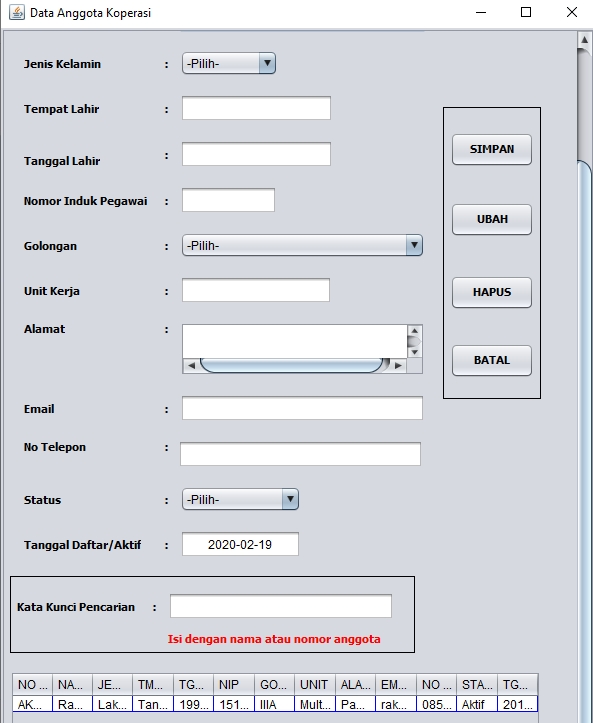 Data Anggota Koperasi
Jenis Kelamin : -Pilih-
Tempat Lahir :
Tanggal Lahir :
Nomor Induk Pegawai :
Golongan : -Pilih-
Unit Kerja :
Alamat :
Email :
No Telepon :
Status : -Pilih-
Tanggal Daftar/Aktif : 2020-02-19
SIMPAN
UBAH
HAPUS
BATAL
Kata Kunci Pencarian :
Isi dengan nama atau nomor anggota
NO ... NA... JE... TM... TG... NIP GO... UNIT ALA... EM... NO ... STA... TG...
AK... Ra... Lak... Tan... 199... 151... IIIA Mult... Pa... rak... 085... Aktif 201...